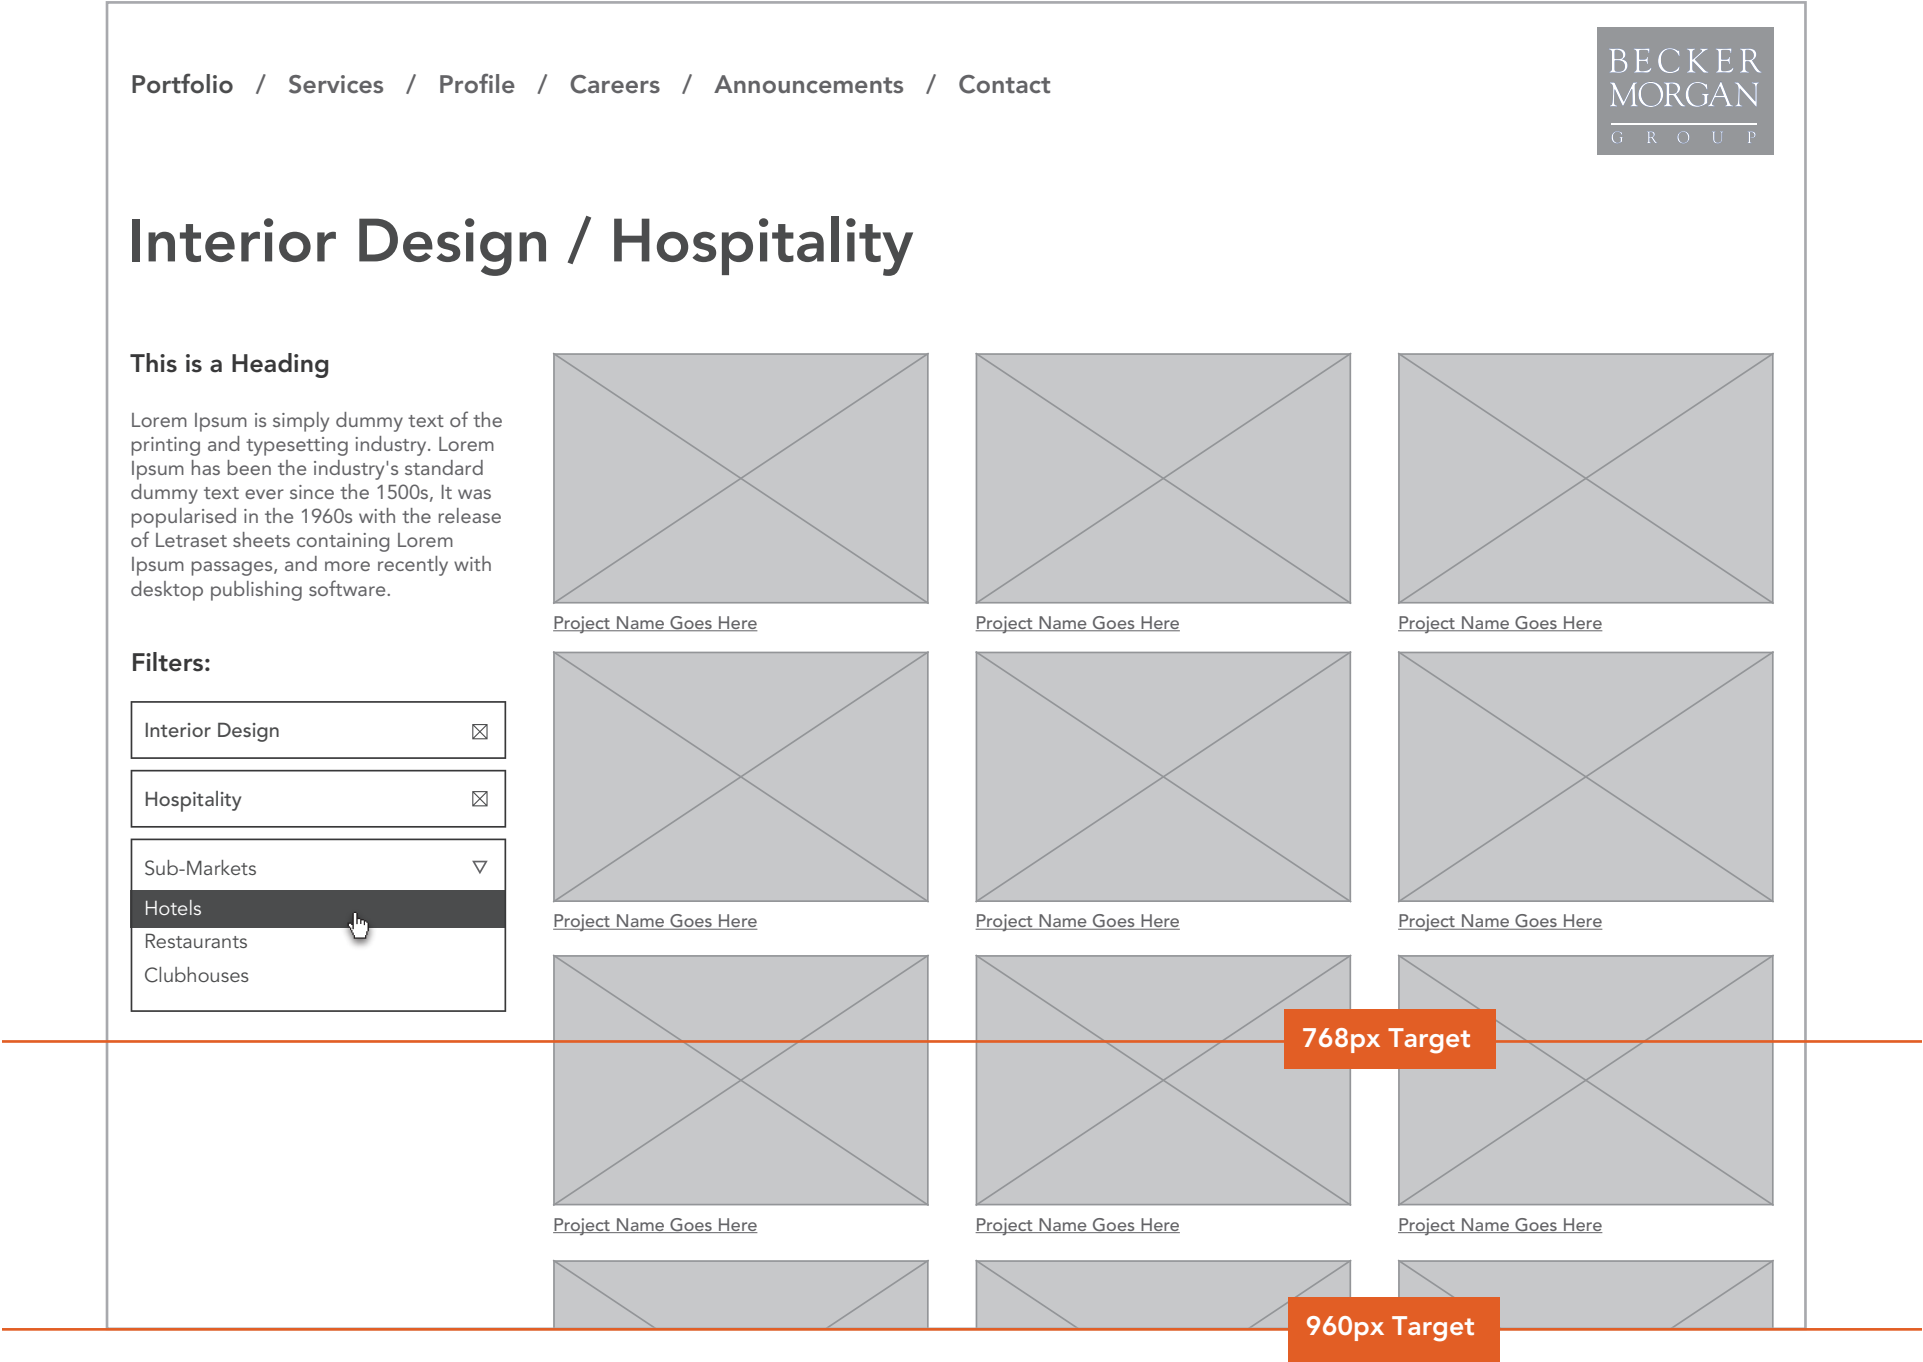 Portfolio / Services / Profile / Careers / Announcements / Contact
BECKER
MORGAN
GROUP
Interior Design / Hospitality
This is a Heading
Lorem Ipsum is simply dummy text of the
printing and typesetting industry. Lorem
Ipsum has been the industry's standard
dummy text ever since the 1500s, It was
popularised in the 1960s with the release
of Letraset sheets containing Lorem
Ipsum passages, and more recently with
desktop publishing software.
Filters:
Interior Design
Hospitality
Sub-Markets
Hotels
Restaurants
Clubhouses
Project Name Goes Here
Project Name Goes Here
Project Name Goes Here
Project Name Goes Here
Project Name Goes Here
Project Name Goes Here
768px Target
Project Name Goes Here
Project Name Goes Here
Project Name Goes Here
960px Target